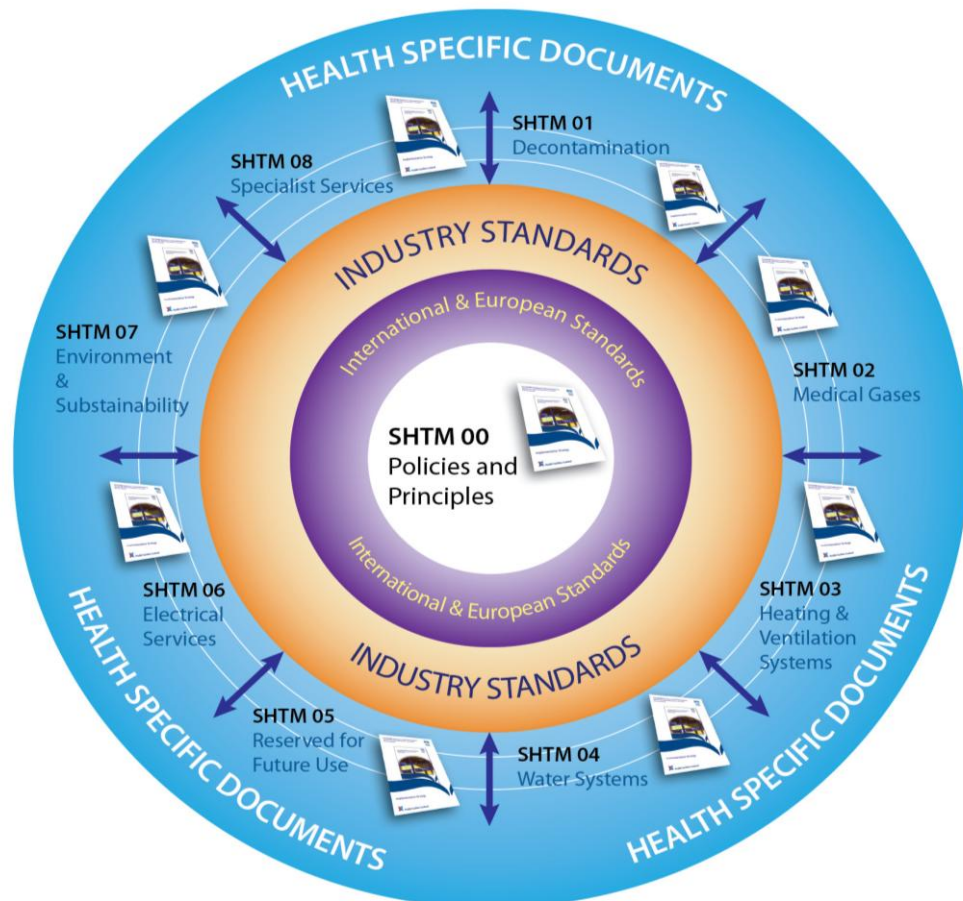 HEALTH SPECIFIC DOCUMENTS
SHTM 01
Decontamination
SHTM 08
Specialist Services
INDUSTRY STANDARDS
International & European Standards
SHTM 07
Environment
&
Substainability
SHTM 02
Medical Gases
SHTM 00
Policies and
Principles
International & European Standards
SHTM 06
Electrical
Services
SHTM 03
Heating &
Ventilation
Systems
INDUSTRY STANDARDS
SHTM 05
Reserved for
Future Use
SHTM 04
Water Systems
HEALTH SPECIFIC DOCUMENTS
HEALTH SPECIFIC DOCUMENTS